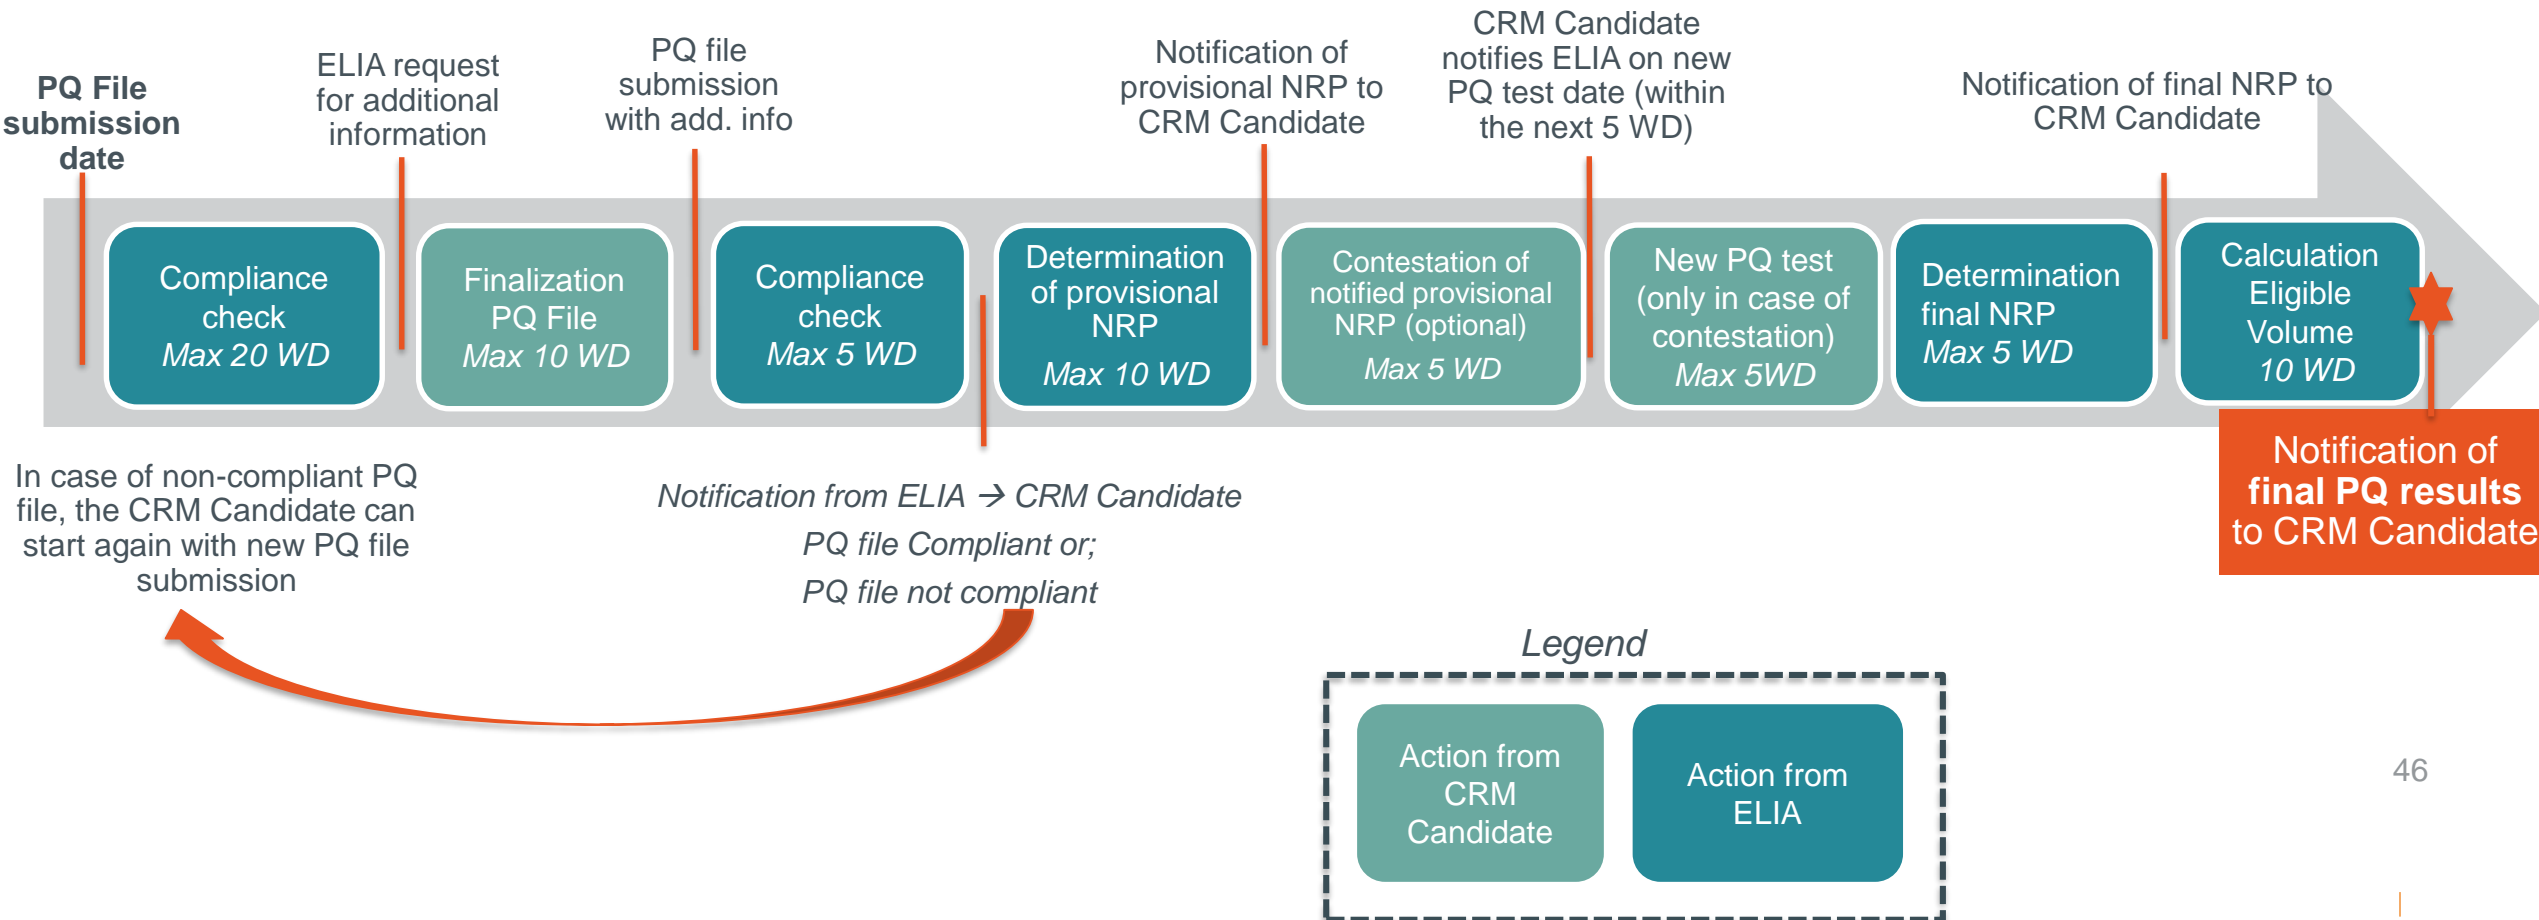 PQ File
submission
date
ELIA request
for additional
information
PQ file
submission
with add. info
Notification of
provisional NRP to
CRM Candidate
CRM Candidate
notifies ELIA on new
PQ test date (within
the next 5 WD)
Notification of final NRP to
CRM Candidate
Compliance
check
Max 20 WD
Finalization
PQ File
Max 10 WD
Compliance
check
Max 5 WD
Determination
of provisional
NRP
Max 10 WD
Contestation of
notified provisional
NRP (optional)
Max 5 WD
New PQ test
(only in case of
contestation)
Max 5WD
Determination
final NRP
Max 5 WD
Calculation
Eligible
Volume
10 WD
Notification of
final PQ results
to CRM Candidate
In case of non-compliant PQ
file, the CRM Candidate can
start again with new PQ file
submission
Notification from ELIA → CRM Candidate
PQ file Compliant or;
PQ file not compliant
Legend
Action from
CRM
Candidate
Action from
ELIA
46